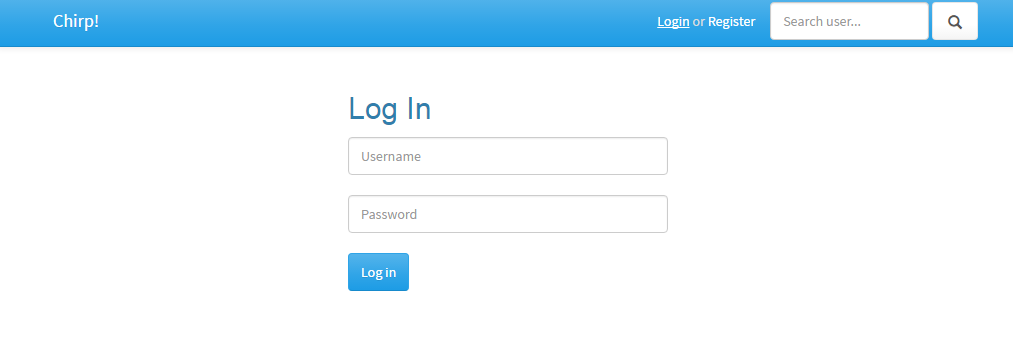 Chirp! Login or Register Search user...
Log In
Username
Password
Log in